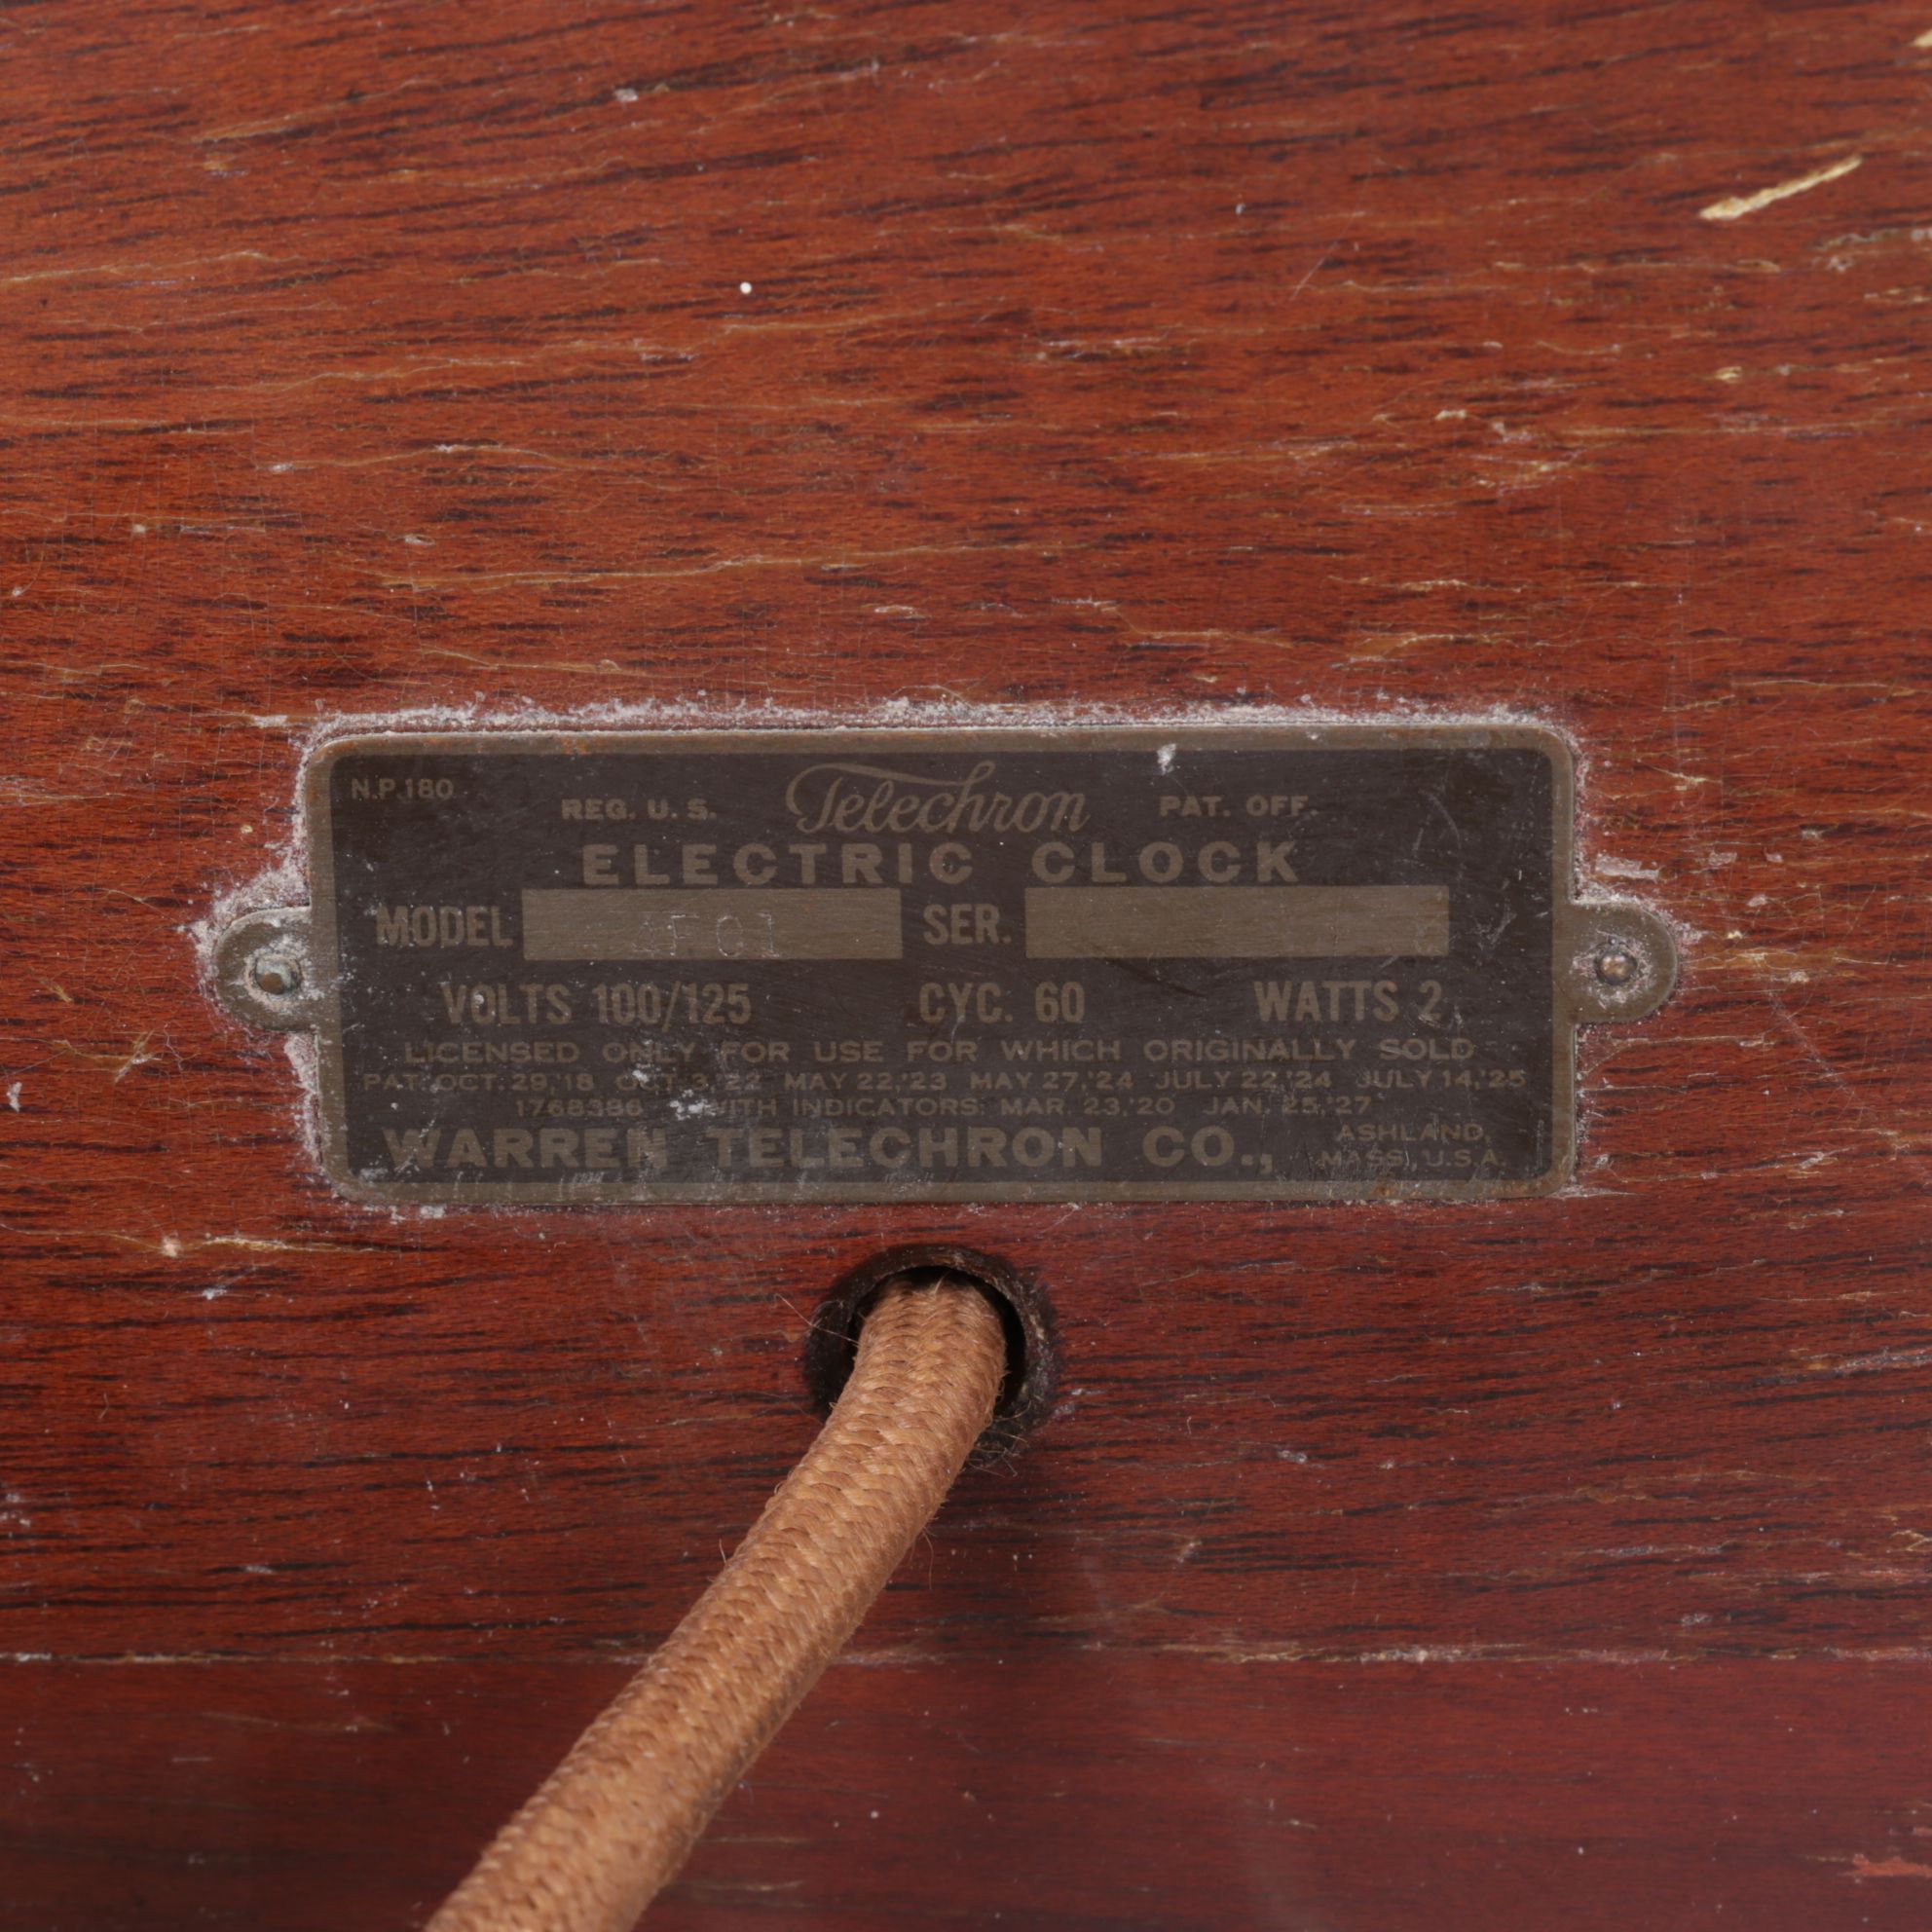 N.P.180
REG. U.S. Telechron PAT. OFF.
ELECTRIC CLOCK
MODEL 4F01 SER.
VOLTS 100/125 CYC. 60 WATTS 2
LICENSED ONLY FOR USE FOR WHICH ORIGINALLY SOLD
PAT. OCT. 29,'18 OCT. 3,'22 MAY 22,'23 MAY 27,'24 JULY 22,'24 JULY 14,'25
1768386 WITH INDICATORS: MAR. 23,'20 JAN. 25,'27
WARREN TELECHRON CO., ASHLAND,
MASS., U.S.A.